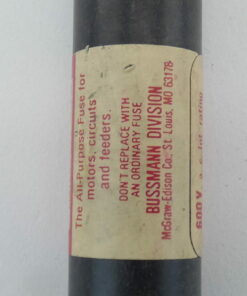 The All-Purpose Fuse for
motors, circuits
and feeders.
DON'T REPLACE WITH
AN ORDINARY FUSE
BUSSMANN DIVISION
McGraw-Edison Co., St. Louis, MO 63178
600V